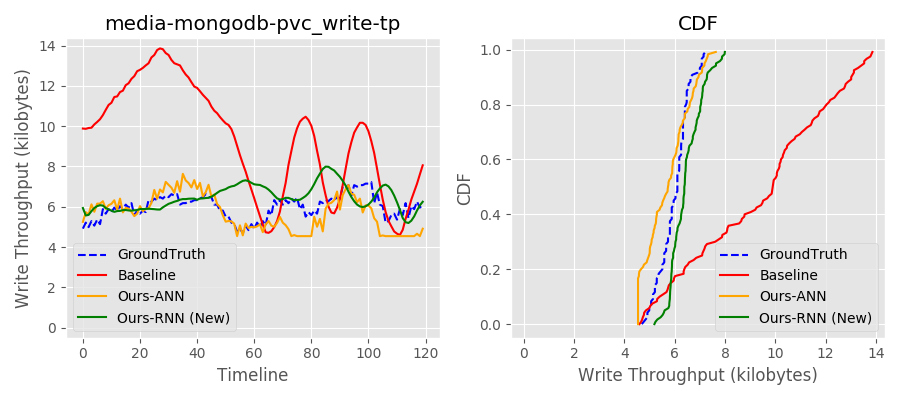 media-mongodb-pvc_write-tp
Write Throughput (kilobytes)
14
12
10
8
6
4
2
0
GroundTruth
Baseline
Ours-ANN
Ours-RNN (New)
0 20 40 60 80 100 120
Timeline
CDF
CDF
1.0
0.8
0.6
0.4
0.2
0.0
GroundTruth
Baseline
Ours-ANN
Ours-RNN (New)
0 2 4 6 8 10 12 14
Write Throughput (kilobytes)